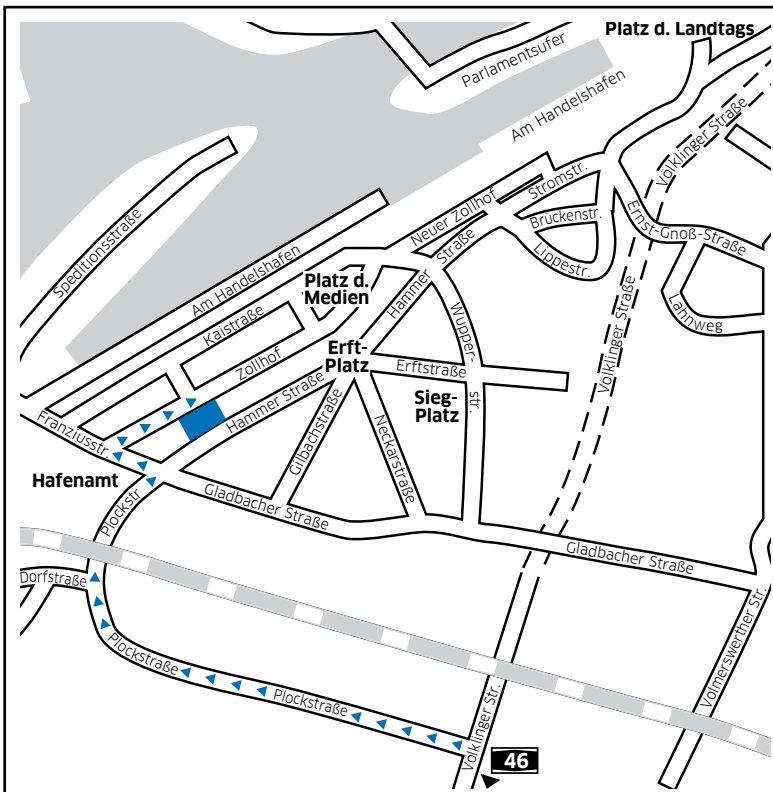 Platz d. Landtags
Parlamentsufer
Am Handelshafen
Völklinger Straße
Speditionsstraße
Neuer Zollhof
Stromstr.
Brückenstr.
Ernst-Gnoß-Straße
Lippestr.
Am Handelshafen
Platz d.
Medien
Hammer Straße
Kaistraße
Lahnweg
Völklinger Straße
Zollhof
Erft-
Platz
Wupper-
str.
Erftstraße
Sieg-
Platz
Hammer Straße
Franziusstr.
Gilbachstraße
Neckarstraße
Hafenamt
Plockstr.
Gladbacher Straße
Gladbacher Straße
Dorfstraße
Volmerswerther Str.
Plockstraße
Plockstraße
Völklinger Str.
46